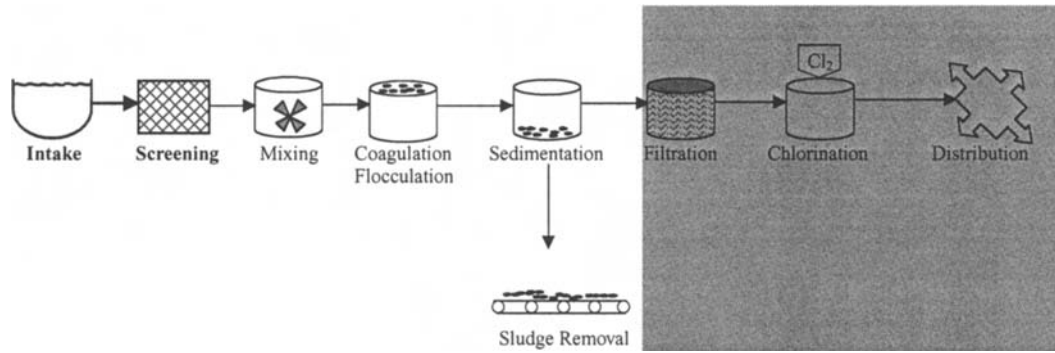 Cl₂
Intake
Screening
Mixing
Coagulation
Flocculation
Sedimentation
Filtration
Chlorination
Distribution
Sludge Removal